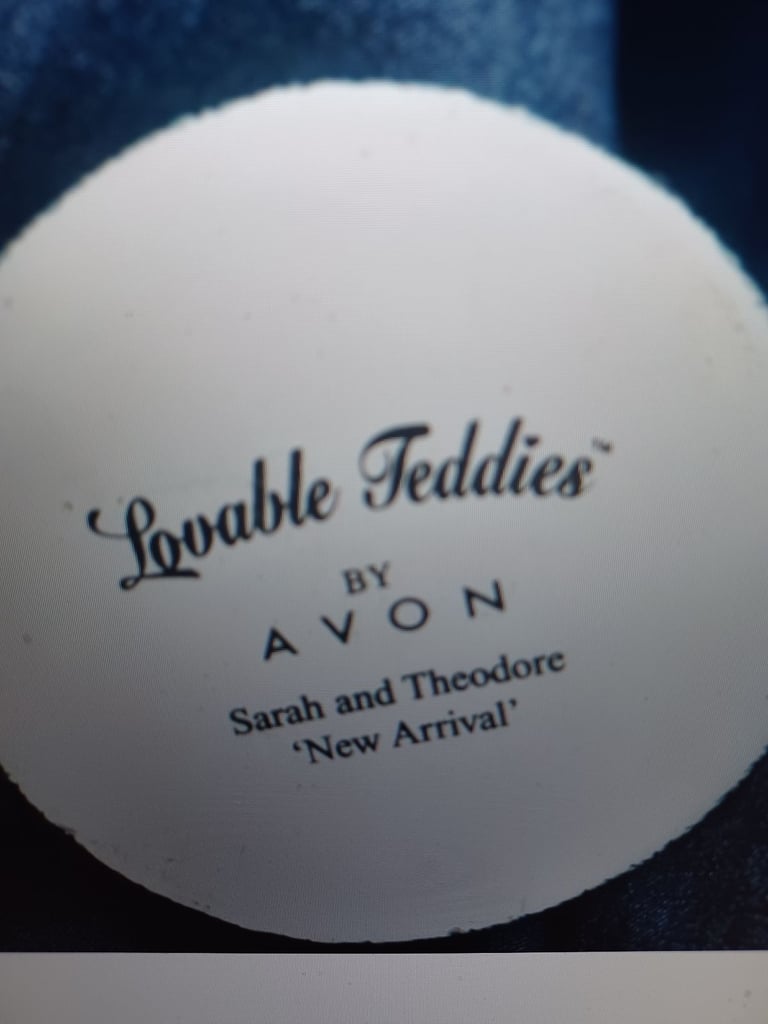 Lovable Teddies™
BY
AVON
Sarah and Theodore
‘New Arrival’